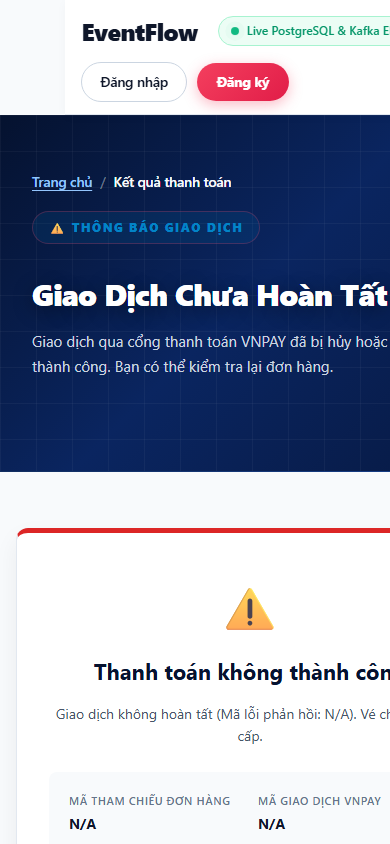 EventFlow
Live PostgreSQL & Kafka E
Đăng nhập
Đăng ký
Trang chủ / Kết quả thanh toán
THÔNG BÁO GIAO DỊCH
Giao Dịch Chưa Hoàn Tất
Giao dịch qua cổng thanh toán VNPAY đã bị hủy hoặc
thành công. Bạn có thể kiểm tra lại đơn hàng.
Thanh toán không thành côn
Giao dịch không hoàn tất (Mã lỗi phản hồi: N/A). Vé ch
cấp.
MÃ THAM CHIẾU ĐƠN HÀNG
MÃ GIAO DỊCH VNPAY
N/A
N/A